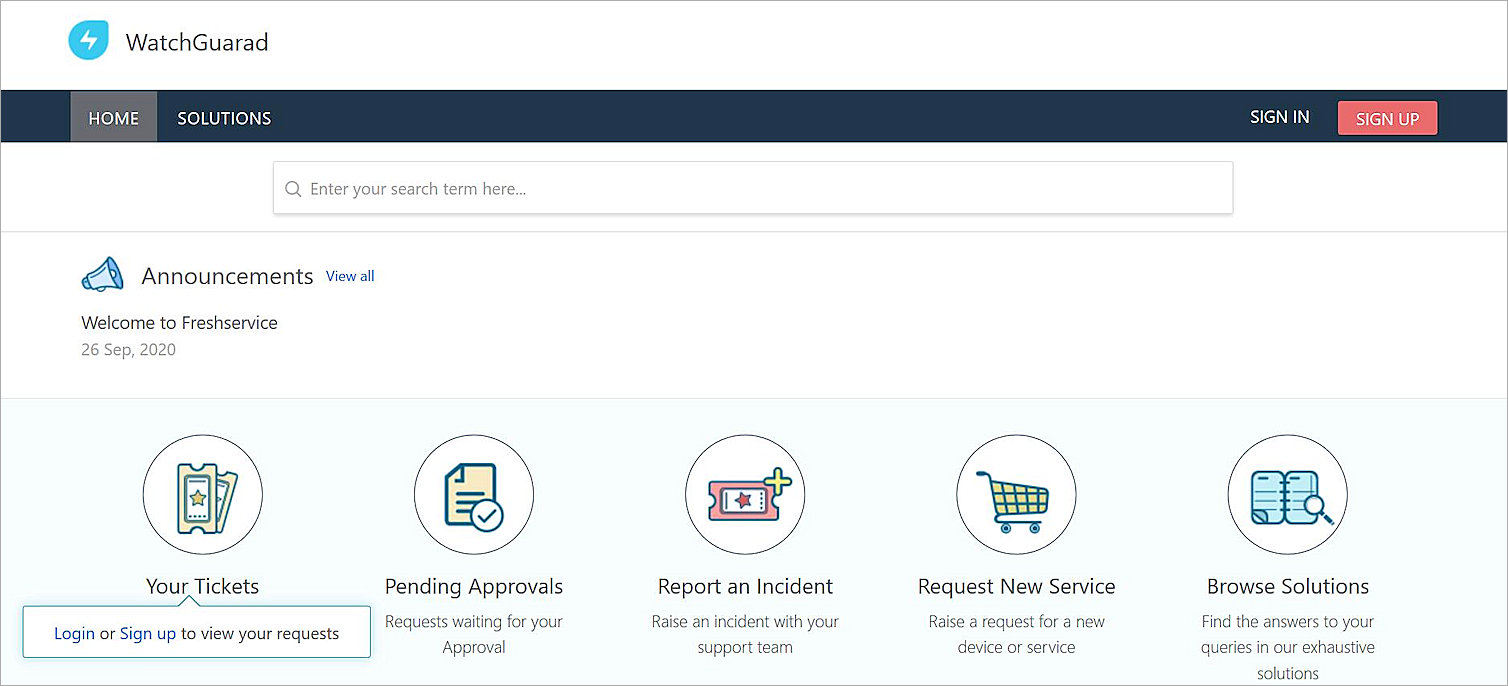 WatchGuarad
HOME SOLUTIONS SIGN IN SIGN UP
Enter your search term here...
Announcements View all
Welcome to Freshservice
26 Sep, 2020
Your Tickets
Login or Sign up to view your requests
Pending Approvals
Requests waiting for your
Approval
Report an Incident
Raise an incident with your
support team
Request New Service
Raise a request for a new
device or service
Browse Solutions
Find the answers to your
queries in our exhaustive
solutions